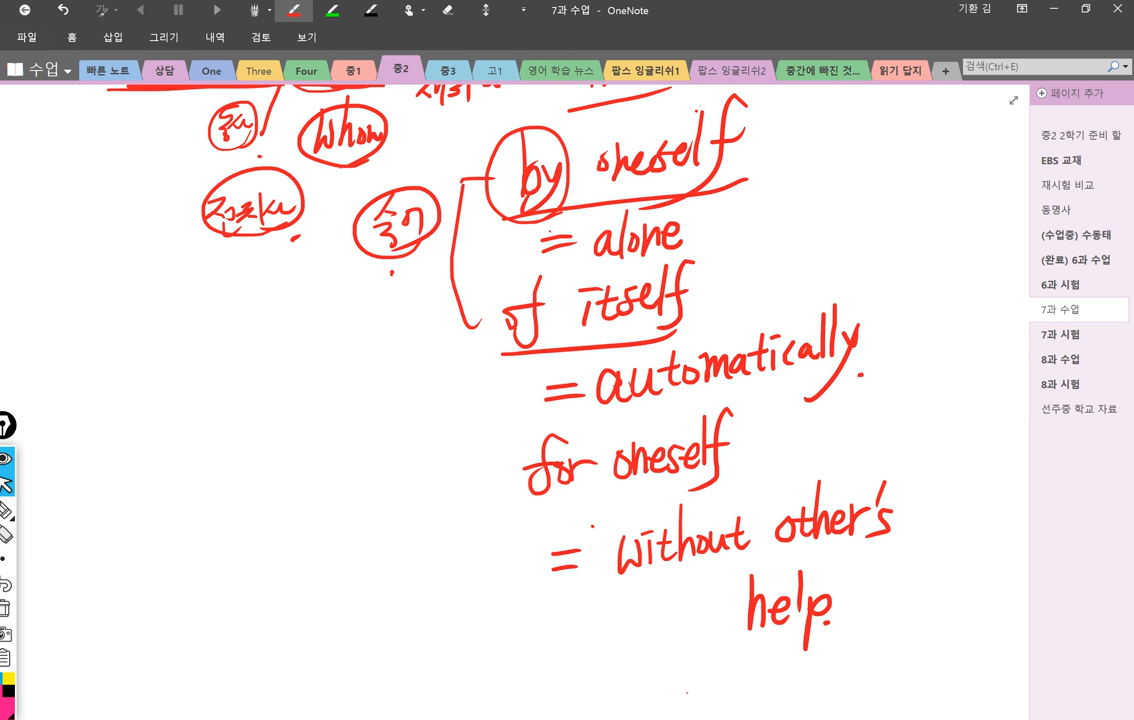 7과 수업 - OneNote
기환 김
파일 홈 삽입 그리기 내역 검토 보기
수업 빠른 노트 상담 One Three Four 중1 중2 중3 고1 영어 학습 뉴스 팝스 잉글리쉬1 팝스 잉글리쉬2 중간에 빠진 것... 읽기 답지 + 검색(Ctrl+E)
페이지 추가
중2 2학기 준비 할
EBS 교재
재시험 비교
동명사
(수업중) 수동태
(완료) 6과 수업
6과 시험
7과 수업
7과 시험
8과 수업
8과 시험
선주중 학교 자료
whom
by oneself
= alone
of itself
= automatically.
for oneself
= without other's
help.